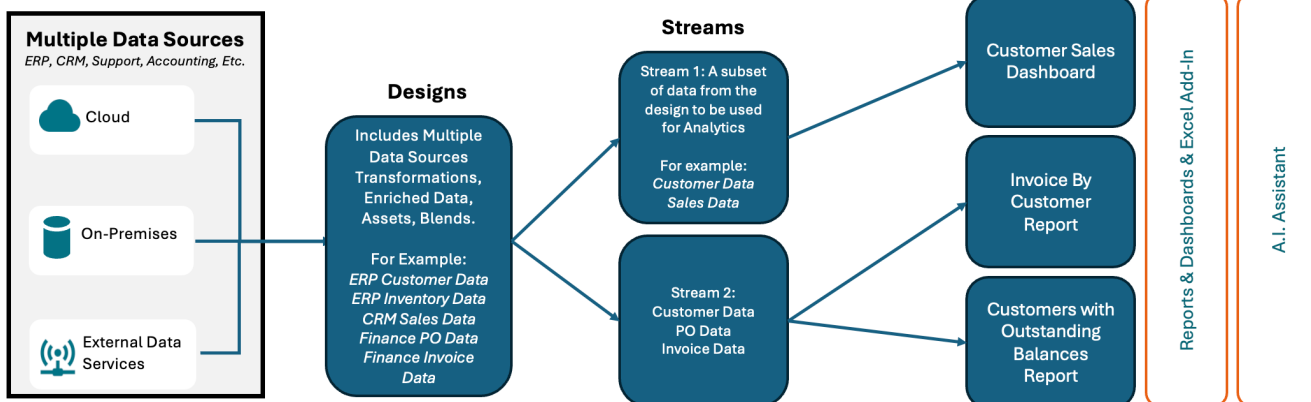 Multiple Data Sources
ERP, CRM, Support, Accounting, Etc.
Cloud
On-Premises
External Data
Services
Designs
Includes Multiple
Data Sources
Transformations,
Enriched Data,
Assets, Blends.
For Example:
ERP Customer Data
ERP Inventory Data
CRM Sales Data
Finance PO Data
Finance Invoice
Data
Streams
Stream 1: A subset
of data from the
design to be used
for Analytics
For example:
Customer Data
Sales Data
Stream 2:
Customer Data
PO Data
Invoice Data
Customer Sales
Dashboard
Invoice By
Customer
Report
Customers with
Outstanding
Balances
Report
Reports & Dashboards & Excel Add-In
A.I. Assistant